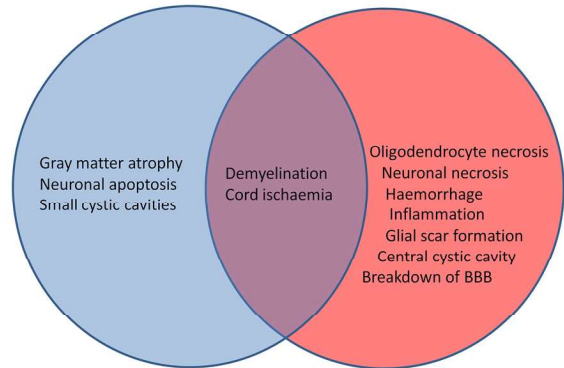 Gray matter atrophy
Neuronal apoptosis
Small cystic cavities
Demyelination
Cord ischaemia
Oligodendrocyte necrosis
Neuronal necrosis
Haemorrhage
Inflammation
Glial scar formation
Central cystic cavity
Breakdown of BBB